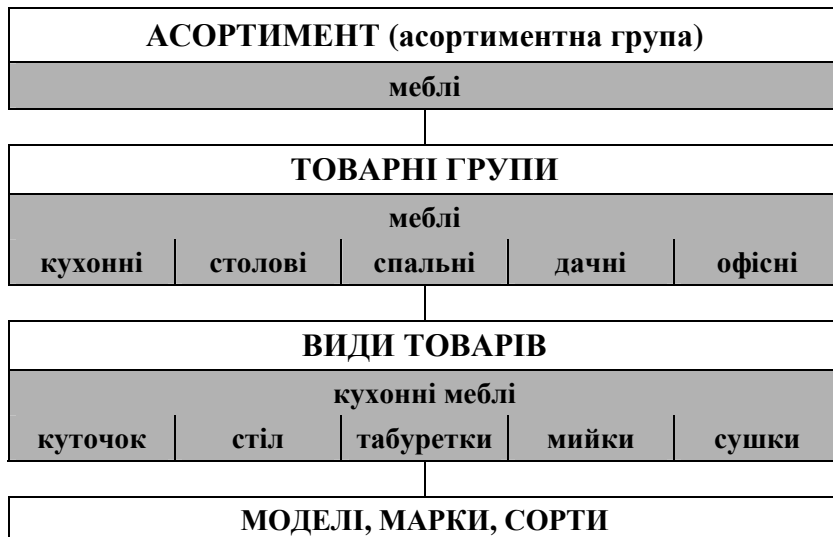 АСОРТИМЕНТ (асортиментна група)
меблі
ТОВАРНІ ГРУПИ
меблі
кухонні столові спальні дачні офісні
ВИДИ ТОВАРІВ
кухонні меблі
куточок стіл табуретки мийки сушки
МОДЕЛІ, МАРКИ, СОРТИ